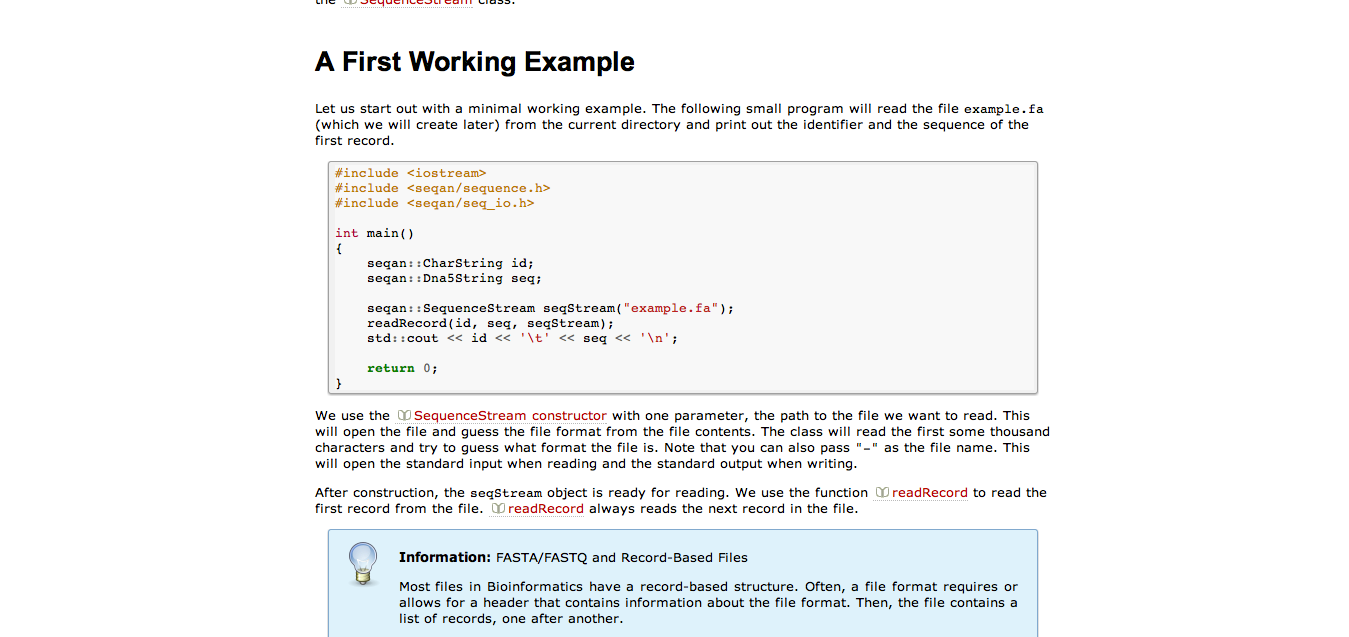 the SequenceStream class.
A First Working Example
Let us start out with a minimal working example. The following small program will read the file example.fa
(which we will create later) from the current directory and print out the identifier and the sequence of the
first record.
#include <iostream>
#include <seqan/sequence.h>
#include <seqan/seq_io.h>
int main()
{
    seqan::CharString id;
    seqan::Dna5String seq;
    seqan::SequenceStream seqStream("example.fa");
    readRecord(id, seq, seqStream);
    std::cout << id << '\t' << seq << '\n';
    return 0;
}
We use the SequenceStream constructor with one parameter, the path to the file we want to read. This
will open the file and guess the file format from the file contents. The class will read the first some thousand
characters and try to guess what format the file is. Note that you can also pass "-" as the file name. This
will open the standard input when reading and the standard output when writing.
After construction, the seqStream object is ready for reading. We use the function readRecord to read the
first record from the file. readRecord always reads the next record in the file.
Information: FASTA/FASTQ and Record-Based Files
Most files in Bioinformatics have a record-based structure. Often, a file format requires or
allows for a header that contains information about the file format. Then, the file contains a
list of records, one after another.